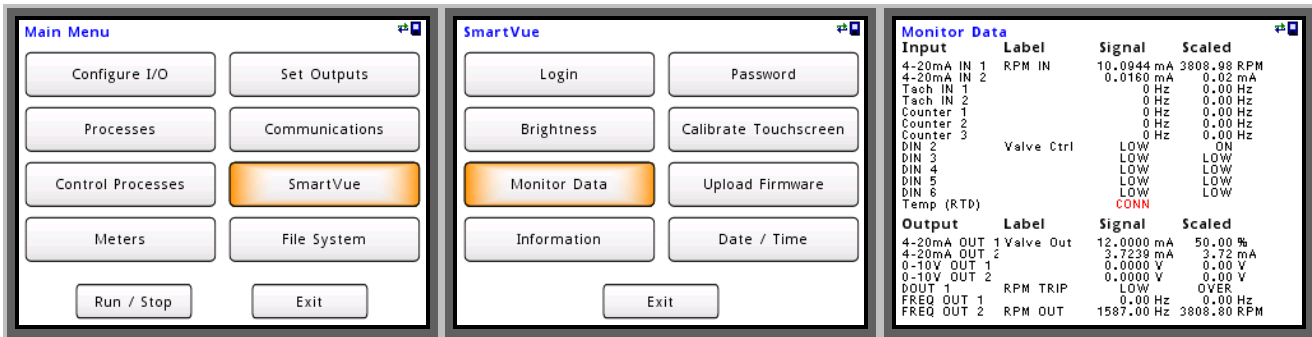 Main Menu
Configure I/O
Set Outputs
Processes
Communications
Control Processes
SmartVue
Meters
File System
Run / Stop
Exit
SmartVue
Login
Password
Brightness
Calibrate Touchscreen
Monitor Data
Upload Firmware
Information
Date / Time
Exit
Monitor Data
Input Label Signal Scaled
4-20mA IN 1 RPM IN 10.0944 mA 3808.98 RPM
4-20mA IN 2 0.0160 mA 0.02 mA
Tach IN 1 0 Hz 0.00 Hz
Tach IN 2 0 Hz 0.00 Hz
Counter 1 0 Hz 0.00 Hz
Counter 2 0 Hz 0.00 Hz
Counter 3 0 Hz 0.00 Hz
DIN 2 Valve Ctrl LOW ON
DIN 3 LOW LOW
DIN 4 LOW LOW
DIN 5 LOW LOW
DIN 6 LOW LOW
Temp (RTD) CONN
Output Label Signal Scaled
4-20mA OUT 1 Valve Out 12.0000 mA 50.00 %
4-20mA OUT 2 3.7239 mA 3.72 mA
0-10V OUT 1 0.0000 V 0.00 V
0-10V OUT 2 0.0000 V 0.00 V
DOUT 1 RPM TRIP LOW OVER
FREQ OUT 1 0.00 Hz 0.00 Hz
FREQ OUT 2 RPM OUT 1587.00 Hz 3808.80 RPM